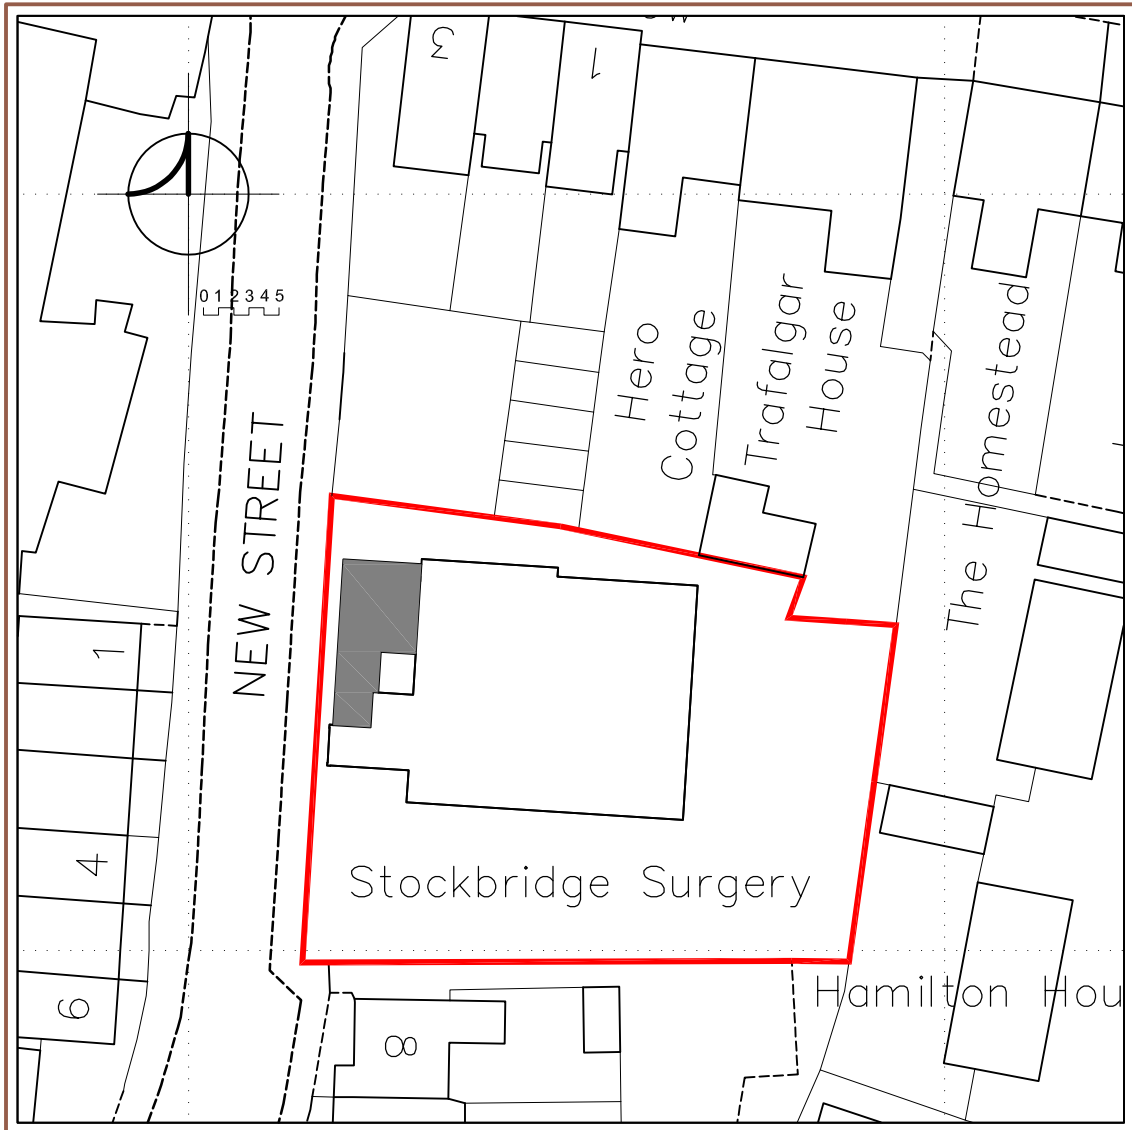 3
1
0 1 2 3 4 5
Hero
Cottage
Trafalgar
House
The Homestead
NEW STREET
1
4
6
Stockbridge Surgery
Hamilton Hou
8